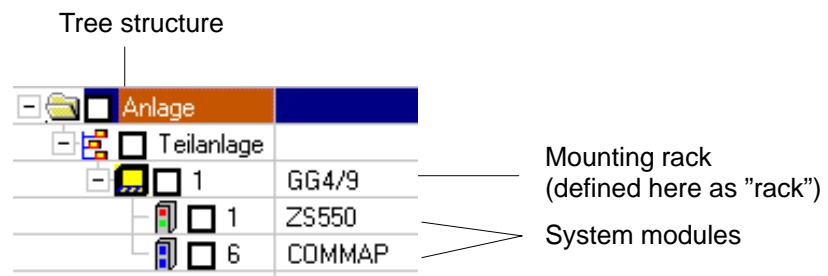 Tree structure
Anlage
Teilanlage
1 GG4/9
Mounting rack
(defined here as ”rack”)
1 ZS550
System modules
6 COMMAP